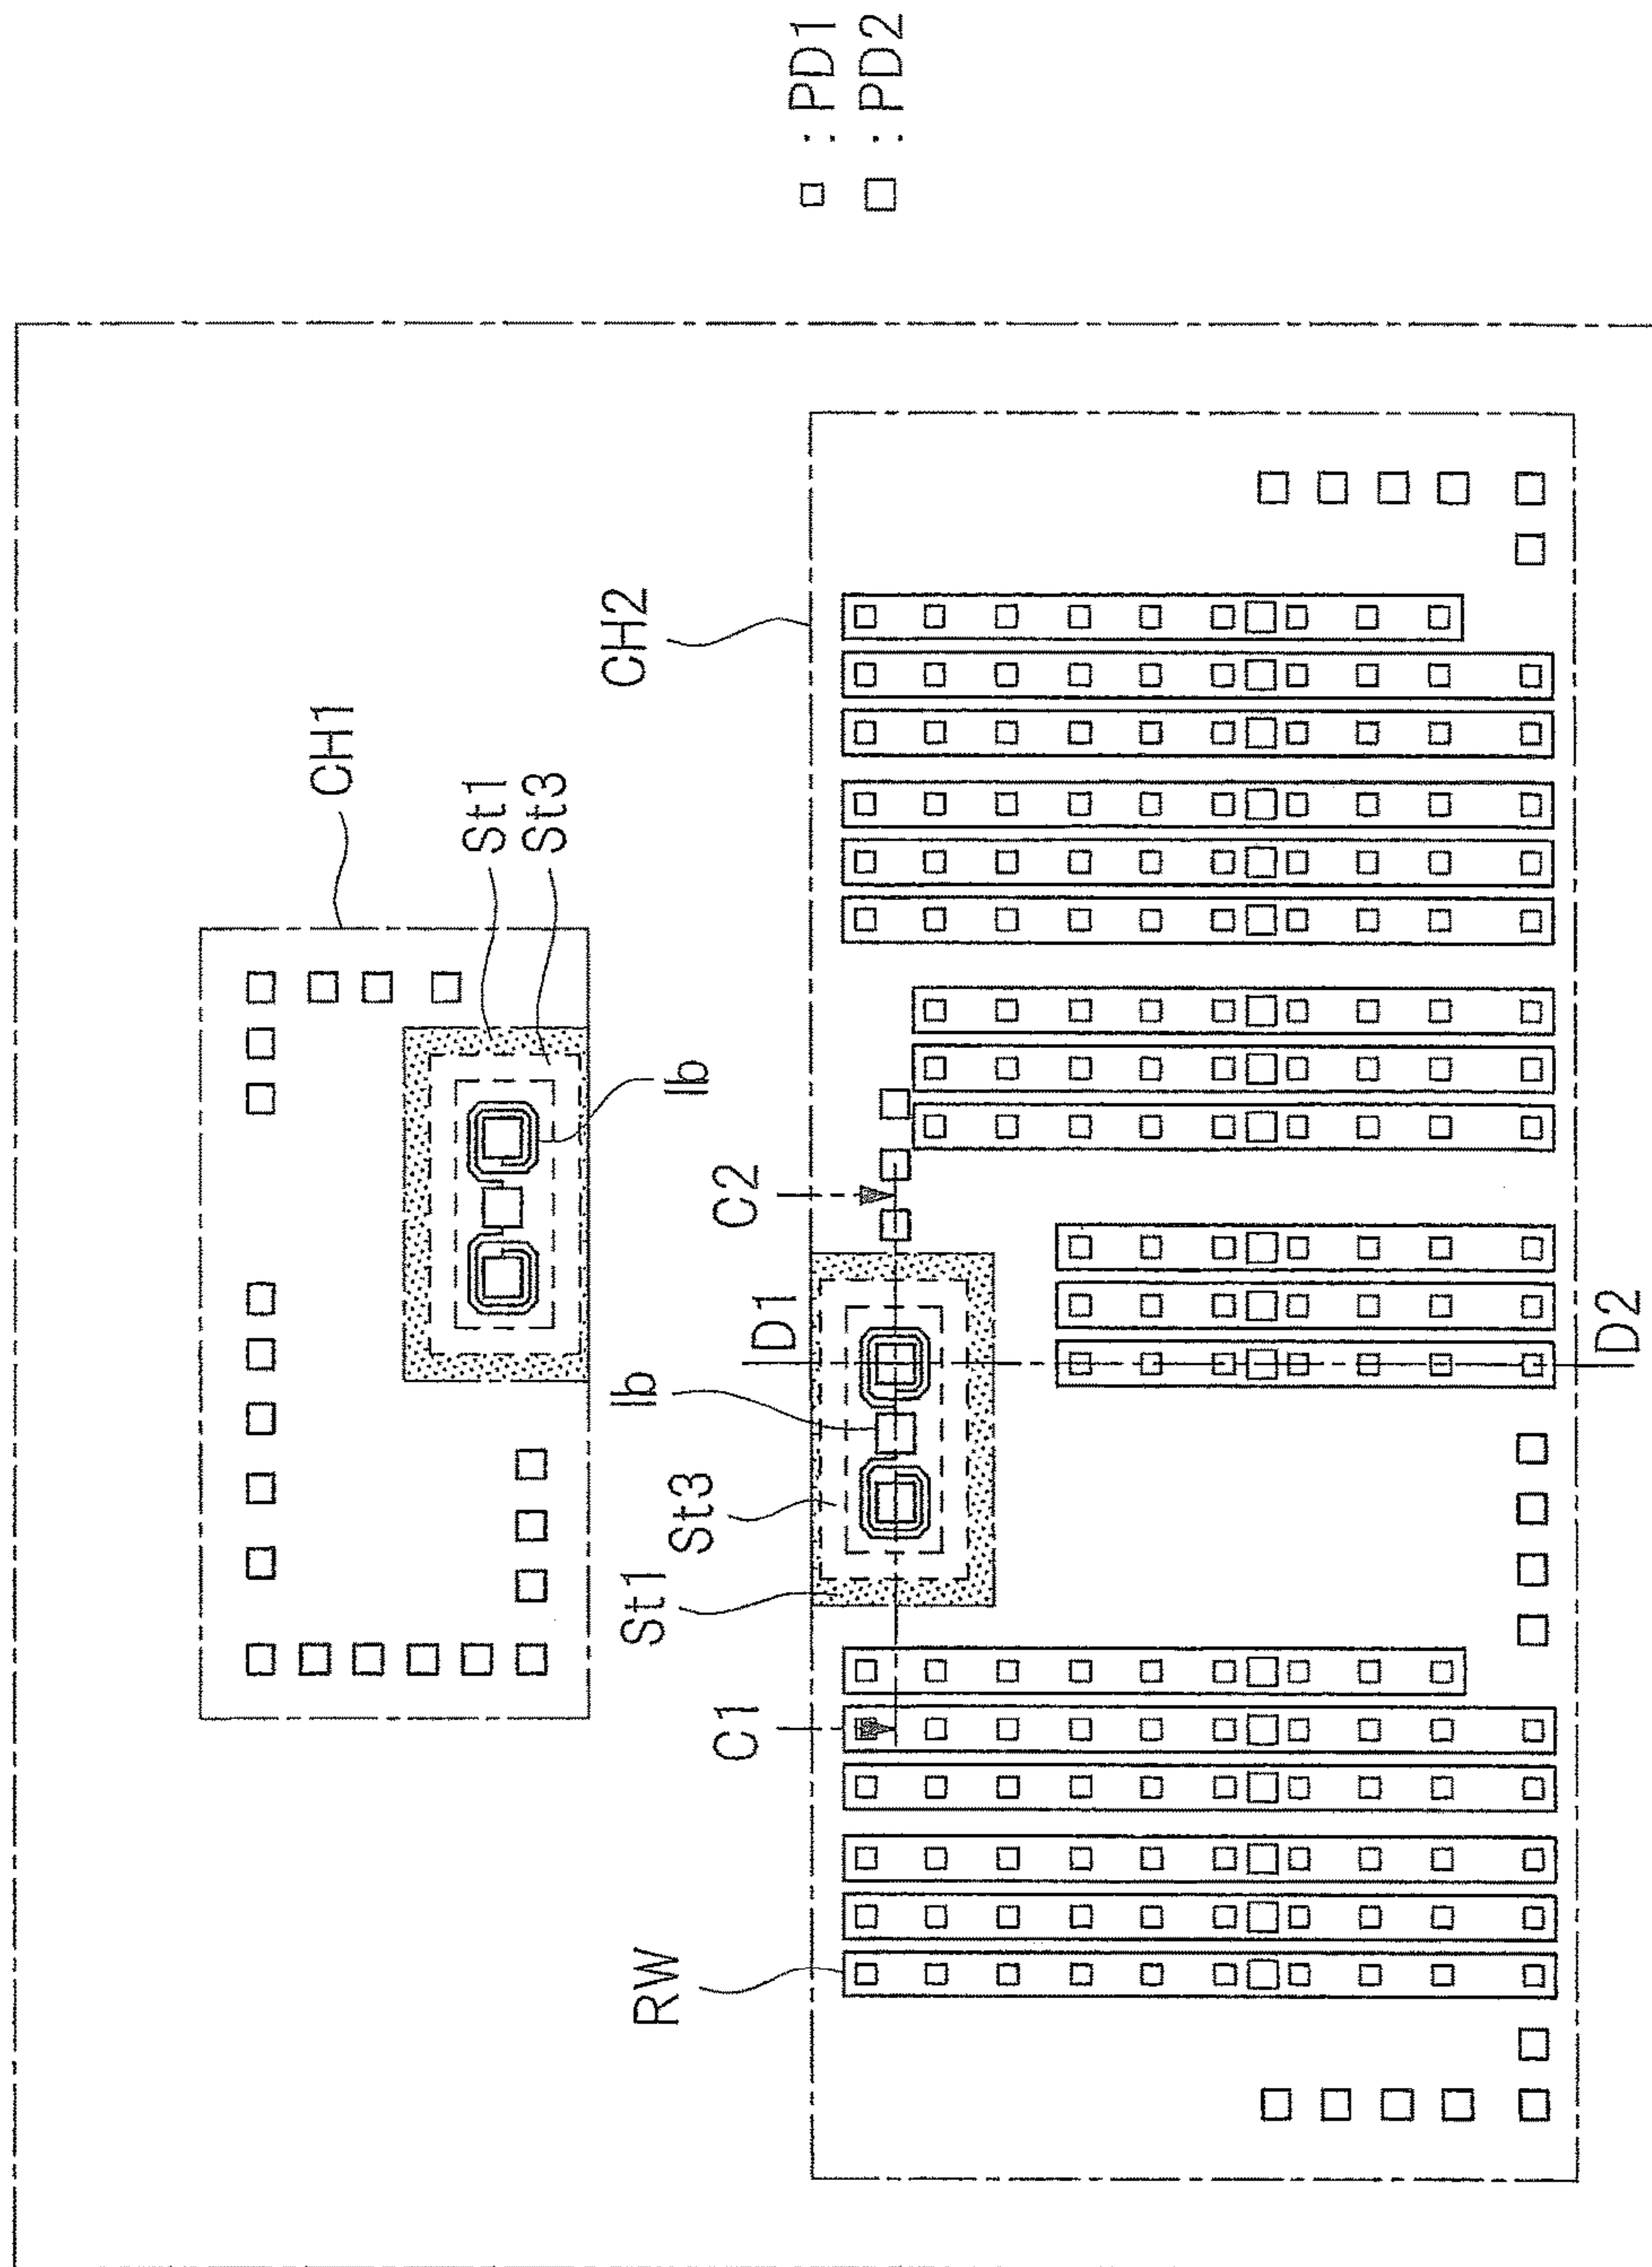 □ : PD1
□ : PD2
CH1
St1
St3
Ib
CH2
C2
D1
Ib
St3
St1
C1
D2
RW